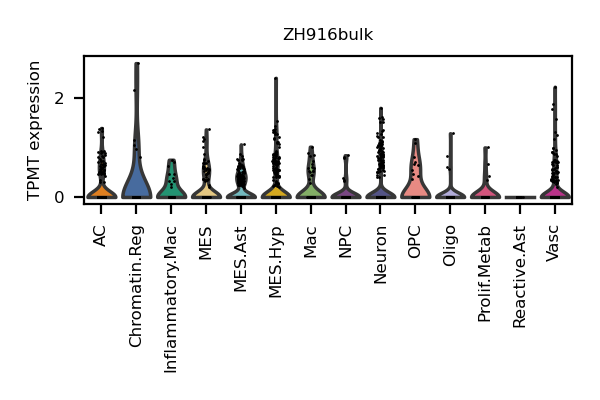 ZH916bulk
TPMT expression
2
0
AC
Chromatin.Reg
Inflammatory.Mac
MES
MES.Ast
MES.Hyp
Mac
NPC
Neuron
OPC
Oligo
Prolif.Metab
Reactive.Ast
Vasc